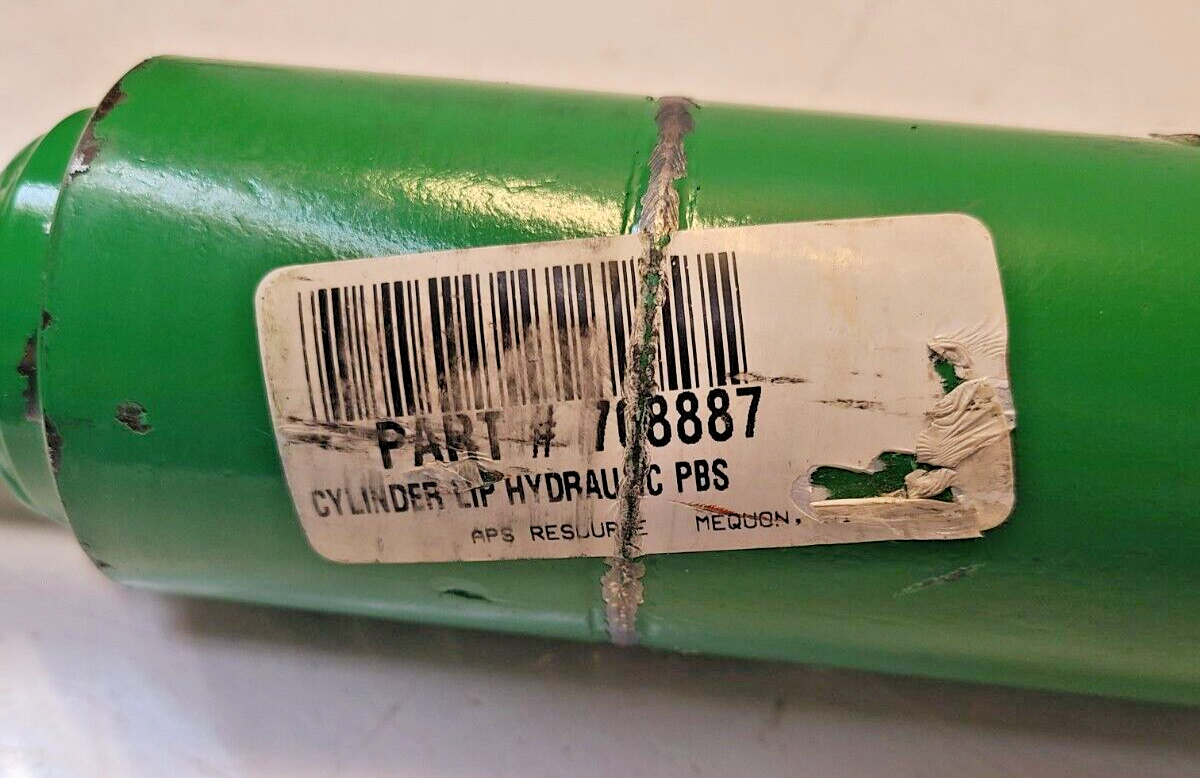 PART # 708887
CYLINDER LIP HYDRAULIC PBS
APS RESOURCE MEQUON,